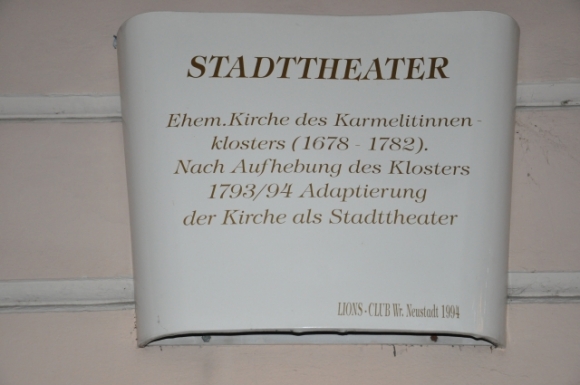 STADTTHEATER
Ehem.Kirche des Karmelitinnen-
klosters (1678 - 1782).
Nach Aufhebung des Klosters
1793/94 Adaptierung
der Kirche als Stadttheater
LIONS - CLUB Wr. Neustadt 1994